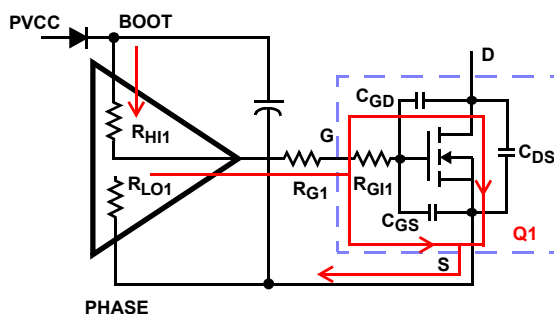 PVCC
BOOT
D
C_GD
G
R_HI1
C_DS
R_LO1
R_G1
R_GI1
C_GS
Q1
S
PHASE